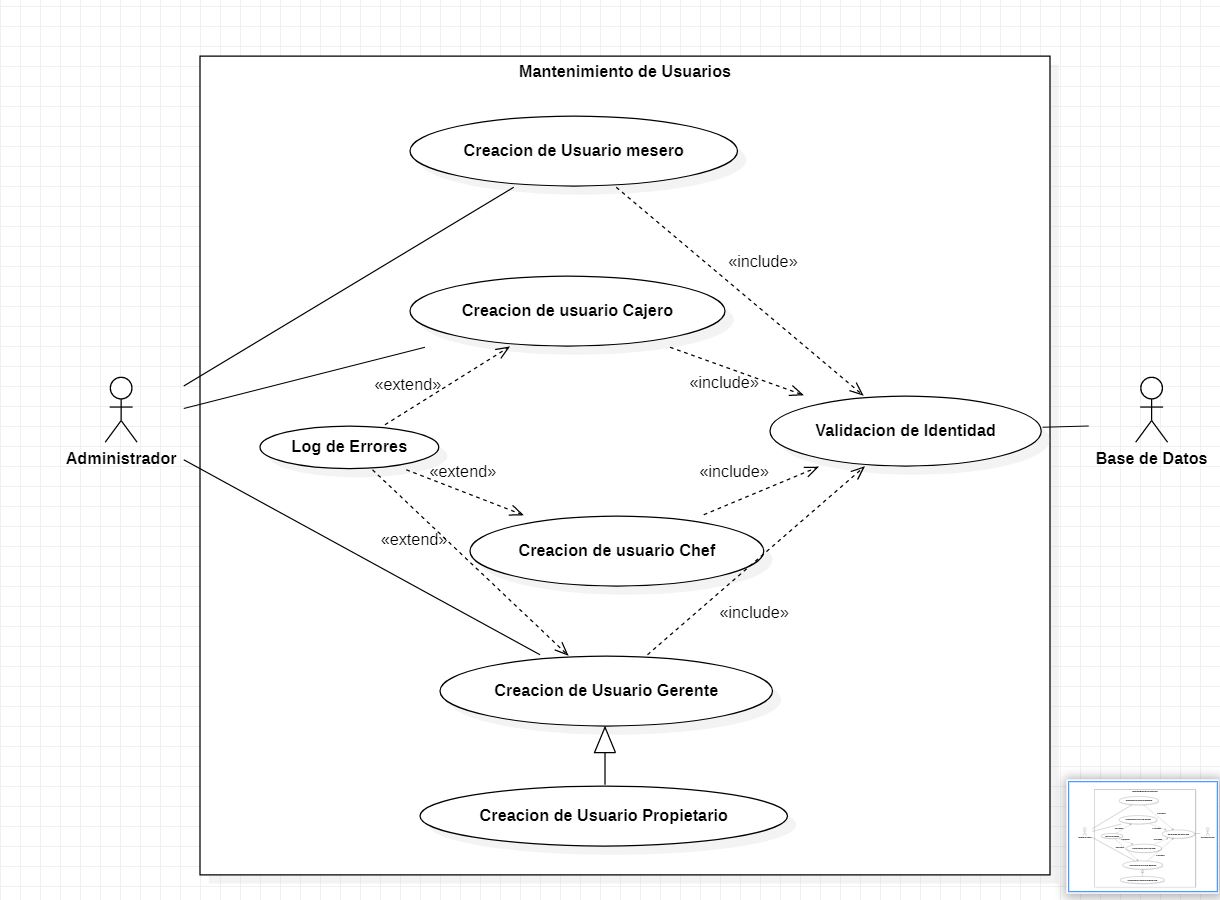 Mantenimiento de Usuarios
Creacion de Usuario mesero
«include»
Creacion de usuario Cajero
«extend»
«include»
Administrador
Log de Errores
Validacion de Identidad
Base de Datos
«extend»
«include»
«extend»
Creacion de usuario Chef
«include»
Creacion de Usuario Gerente
Creacion de Usuario Propietario